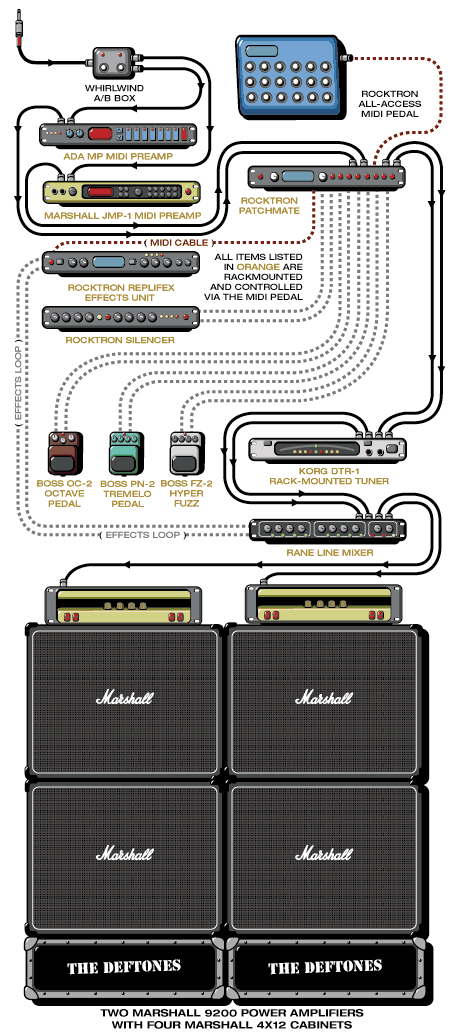 WHIRLWIND
A/B BOX
ROCKTRON
ALL-ACCESS
MIDI PEDAL
ADA MP MIDI PREAMP
MARSHALL JMP-1 MIDI PREAMP
ROCKTRON
PATCHMATE
( MIDI CABLE )
ALL ITEMS LISTED
IN ORANGE ARE
RACKMOUNTED
AND CONTROLLED
VIA THE MIDI PEDAL
ROCKTRON REPLIFEX
EFFECTS UNIT
ROCKTRON SILENCER
( EFFECTS LOOP )
BOSS OC-2
OCTAVE
PEDAL
BOSS PN-2
TREMELO
PEDAL
BOSS FZ-2
HYPER
FUZZ
KORG DTR-1
RACK-MOUNTED TUNER
( EFFECTS LOOP )
RANE LINE MIXER
Marshall
Marshall
Marshall
Marshall
THE DEFTONES
THE DEFTONES
TWO MARSHALL 9200 POWER AMPLIFIERS
WITH FOUR MARSHALL 4X12 CABINETS